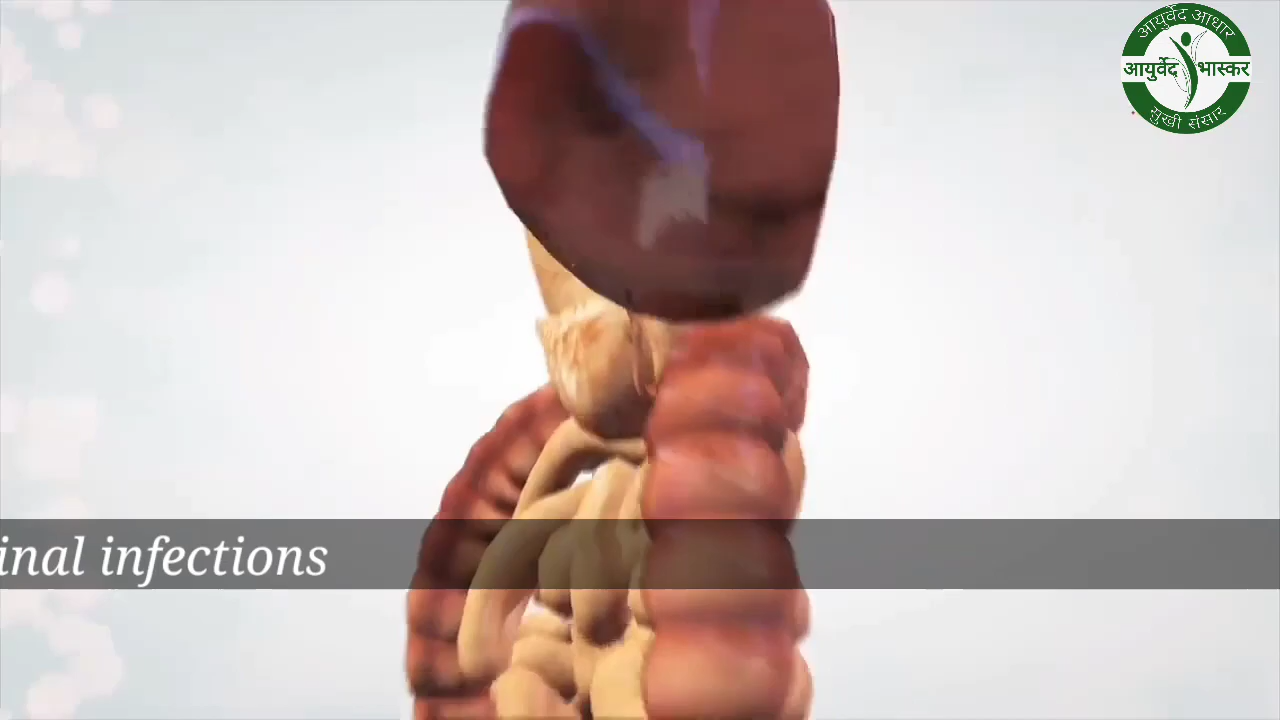 आयुर्वेद आधार
आयुर्वेद भास्कर
सुखी संसार
inal infections